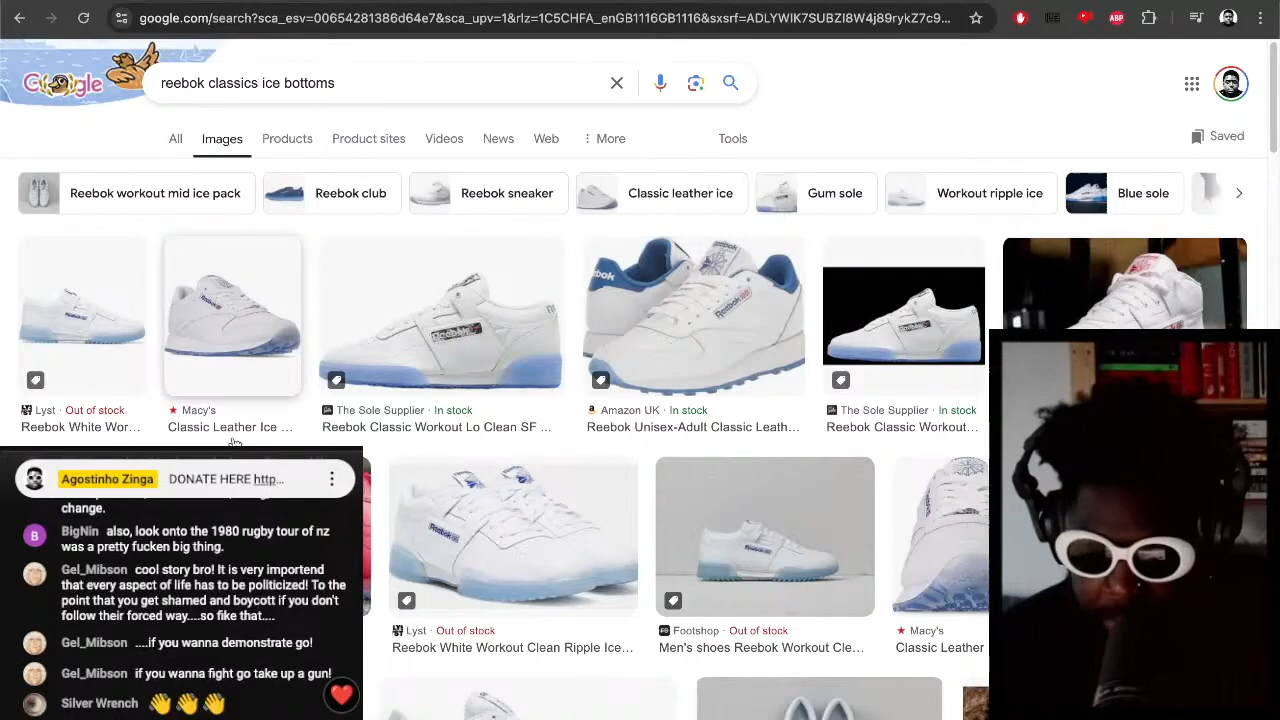 google.com/search?sca_esv=00654281386d64e7&sca_upv=1&rlz=1C5CHFA_enGB1116GB1116&sxsrf=ADLYWIK7SUBZI8W4j89rykZ7c9...
ABP
Google
reebok classics ice bottoms
All Images Products Product sites Videos News Web More Tools
Saved
Reebok workout mid ice pack
Reebok club
Reebok sneaker
Classic leather ice
Gum sole
Workout ripple ice
Blue sole
Lyst · Out of stock
Reebok White Wor...
Macy's
Classic Leather Ice ...
The Sole Supplier · In stock
Reebok Classic Workout Lo Clean SF ...
Amazon UK · In stock
Reebok Unisex-Adult Classic Leath...
The Sole Supplier · In stock
Reebok Classic Workout...
Agostinho Zinga DONATE HERE http...
change.
BigNin also, look onto the 1980 rugby tour of nz
was a pretty fucken big thing.
Gel_Mibson cool story bro! It is very importend
that every aspect of life has to be politicized! To the
point that you get shamed and boycott if you don't
follow their forced way....so fike that....
Gel_Mibson ....if you wanna demonstrate go!
Gel_Mibson if you wanna fight go take up a gun!
Silver Wrench
Lyst · Out of stock
Reebok White Workout Clean Ripple Ice...
Footshop · Out of stock
Men's shoes Reebok Workout Cle...
Macy's
Classic Leather